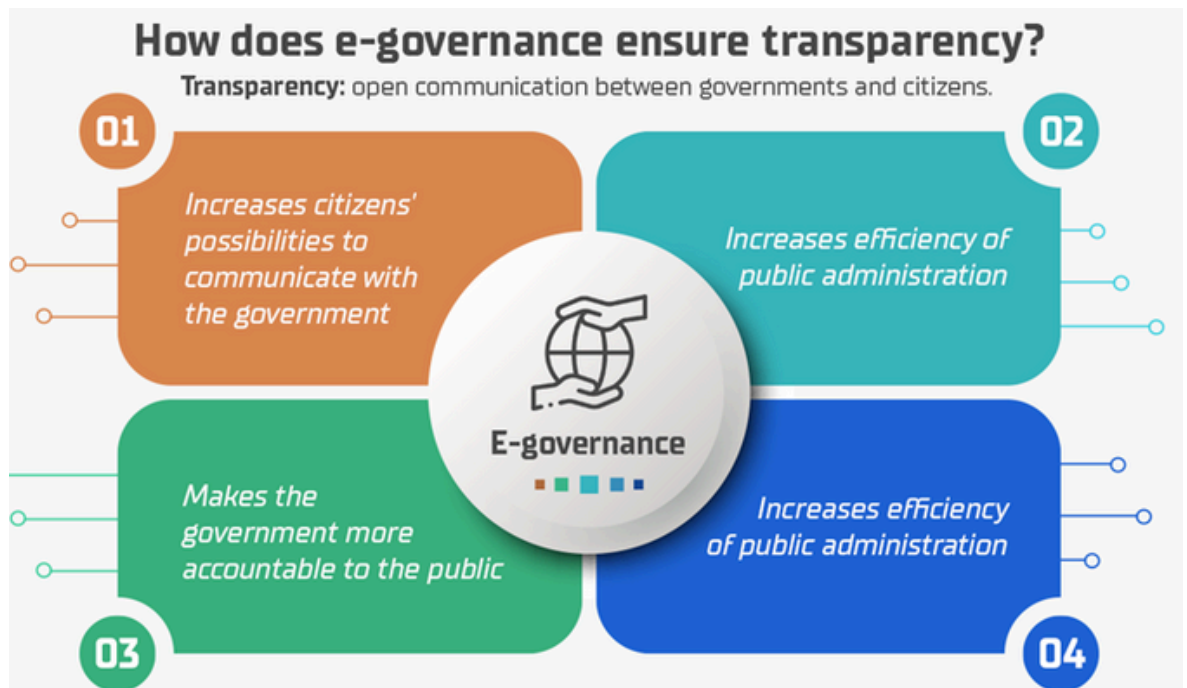 How does e-governance ensure transparency?
Transparency: open communication between governments and citizens.
01
Increases citizens'
possibilities to
communicate with
the government
02
Increases efficiency of
public administration
E-governance
Makes the
government more
accountable to the public
03
Increases efficiency
of public administration
04